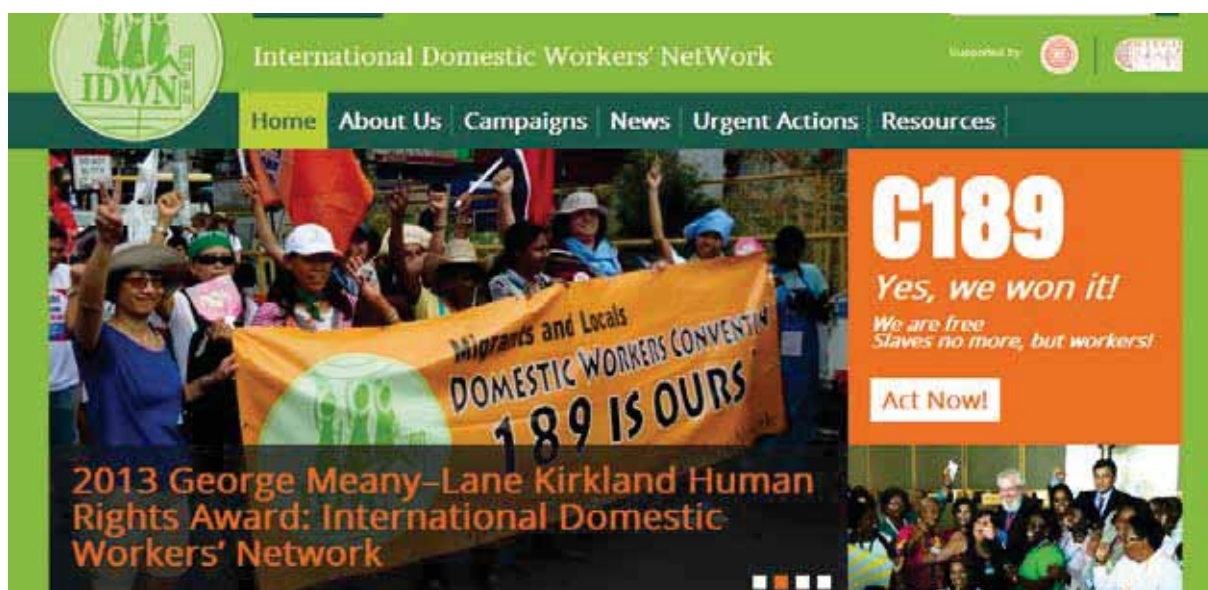 IDWN
International Domestic Workers' NetWork
Supported by
Home About Us Campaigns News Urgent Actions Resources
Migrants and Locals
DOMESTIC WORKERS CONVENTION
189 IS OURS
C189
Yes, we won it!
We are free
Slaves no more, but workers!
Act Now!
2013 George Meany–Lane Kirkland Human
Rights Award: International Domestic
Workers' Network